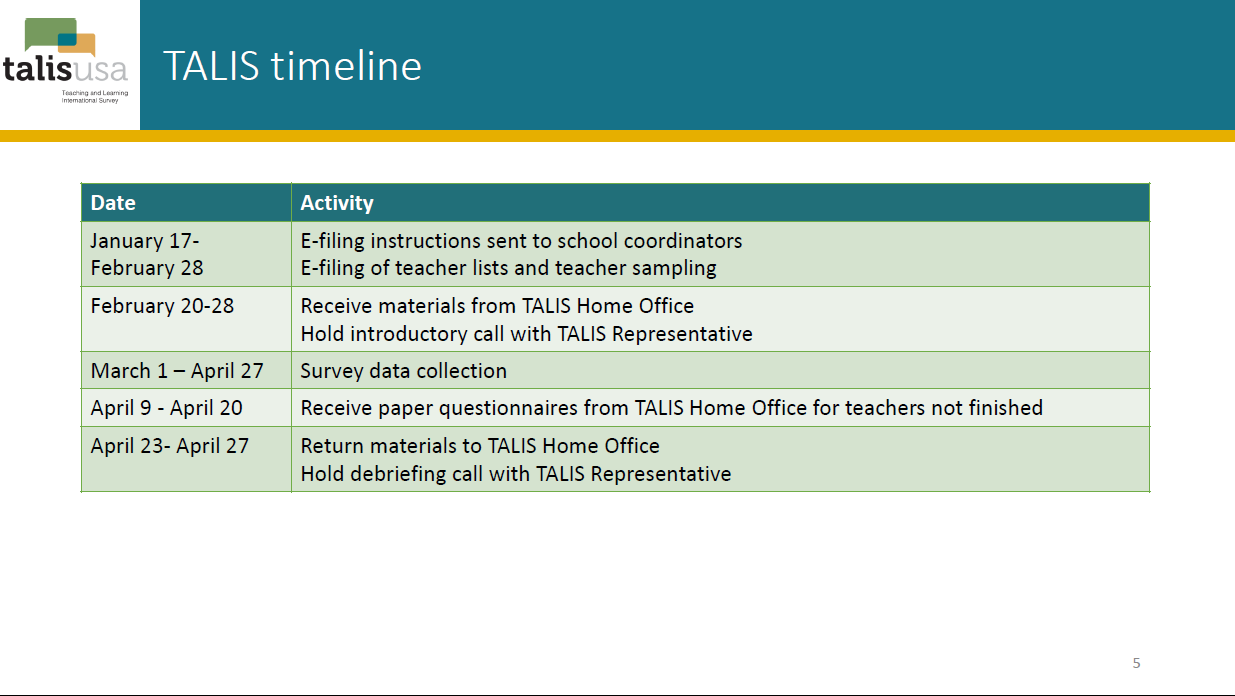 talisusa
Teaching and Learning
International Survey
TALIS timeline
Date Activity
January 17-
February 28
E-filing instructions sent to school coordinators
E-filing of teacher lists and teacher sampling
February 20-28
Receive materials from TALIS Home Office
Hold introductory call with TALIS Representative
March 1 – April 27
Survey data collection
April 9 - April 20
Receive paper questionnaires from TALIS Home Office for teachers not finished
April 23- April 27
Return materials to TALIS Home Office
Hold debriefing call with TALIS Representative
5